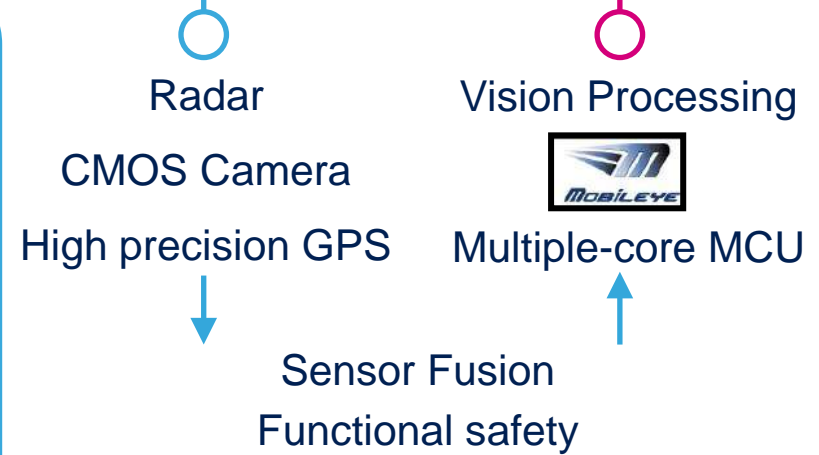 Radar
CMOS Camera
High precision GPS
Vision Processing
MOBILEYE
Multiple-core MCU
Sensor Fusion
Functional safety